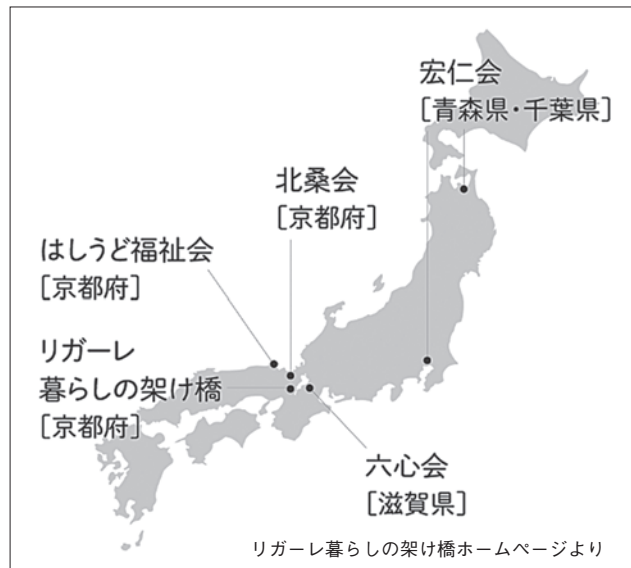 宏仁会
［青森県・千葉県］
北桑会
［京都府］
はしうど福祉会
［京都府］
リガーレ
暮らしの架け橋
［京都府］
六心会
［滋賀県］
リガーレ暮らしの架け橋ホームページより